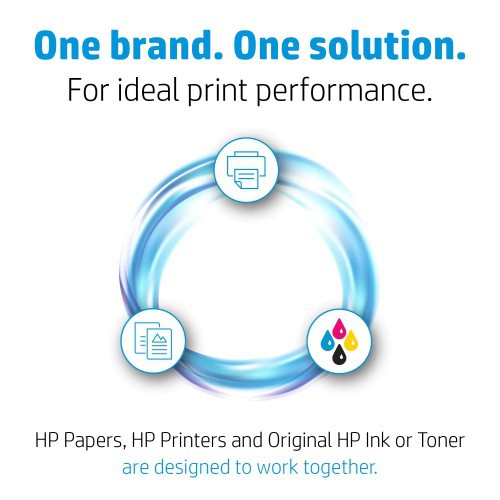 One brand. One solution.
For ideal print performance.
HP Papers, HP Printers and Original HP Ink or Toner
are designed to work together.